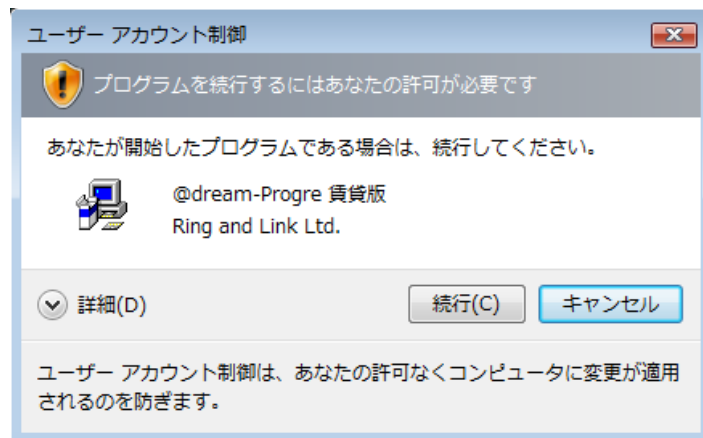 ユーザー アカウント制御
プログラムを続行するにはあなたの許可が必要です
あなたが開始したプログラムである場合は、続行してください。
@dream-Progre 賃貸版
Ring and Link Ltd.
詳細(D)
続行(C)
キャンセル
ユーザー アカウント制御は、あなたの許可なくコンピュータに変更が適用
されるのを防ぎます。